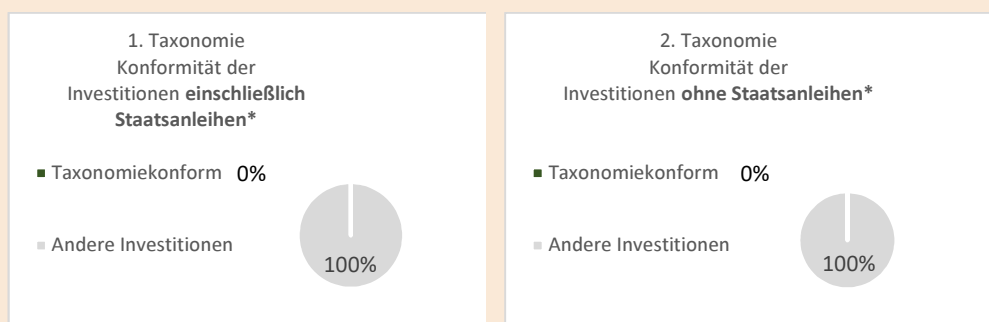 1. Taxonomie
Konformität der
Investitionen einschließlich
Staatsanleihen*
Taxonomiekonform 0%
Andere Investitionen
100%
2. Taxonomie
Konformität der
Investitionen ohne Staatsanleihen*
Taxonomiekonform 0%
Andere Investitionen
100%